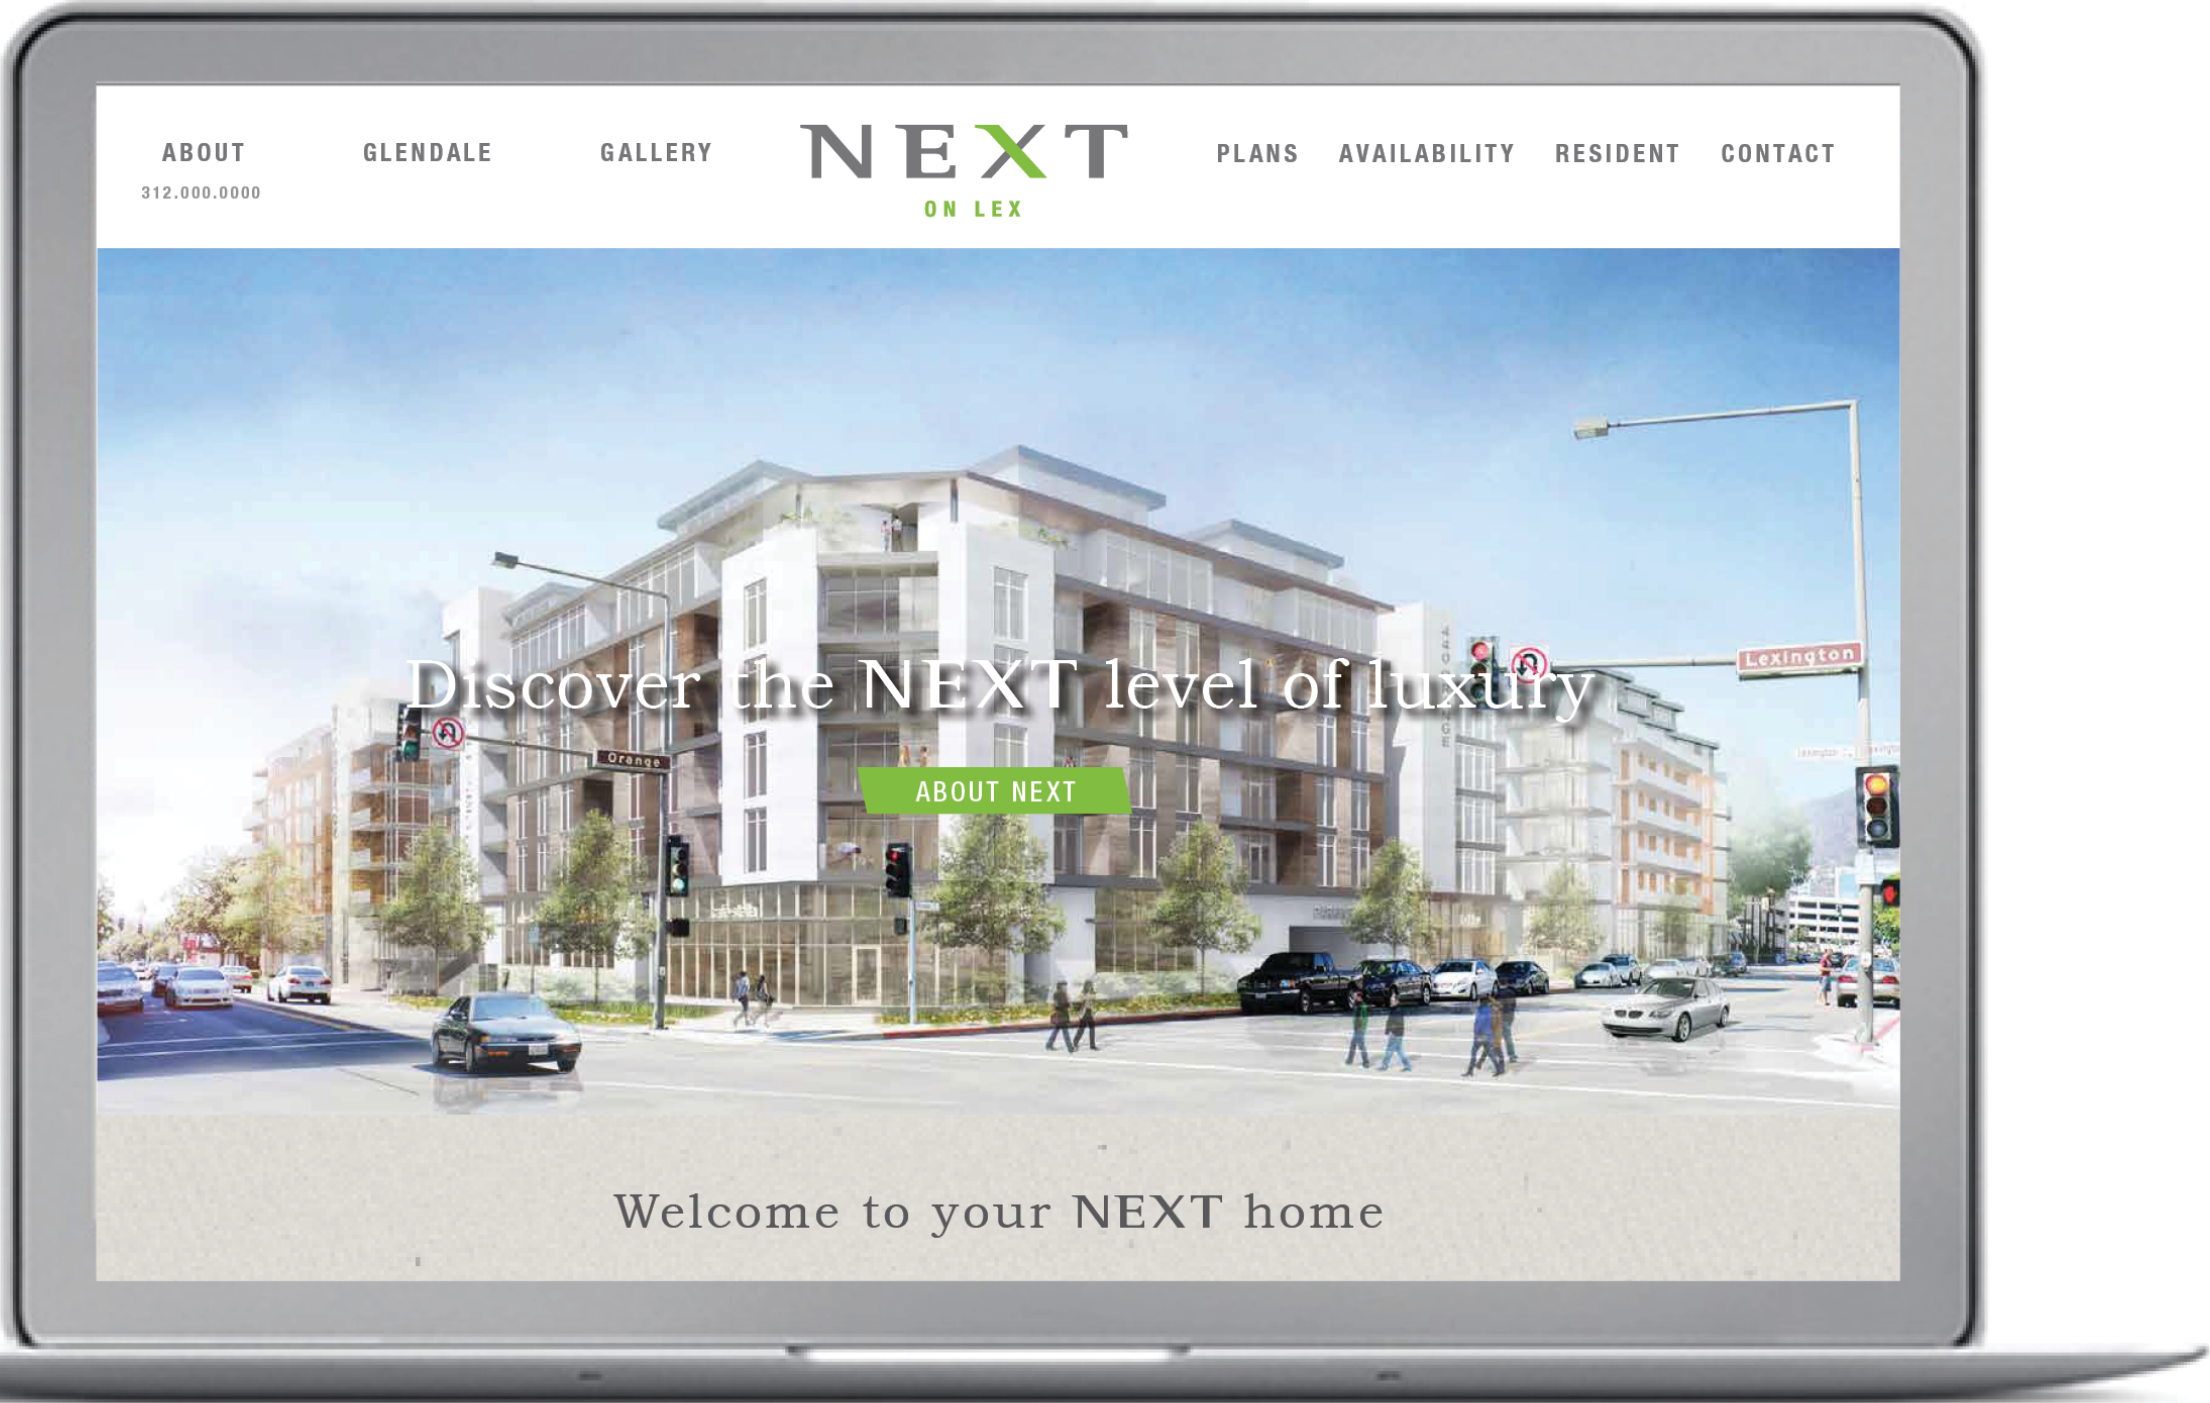 ABOUT GLENDALE GALLERY NEXT PLANS AVAILABILITY RESIDENT CONTACT
312.000.0000
ON LEX
Lexington
Discover the NEXT level of luxury
Orange
ABOUT NEXT
Welcome to your NEXT home